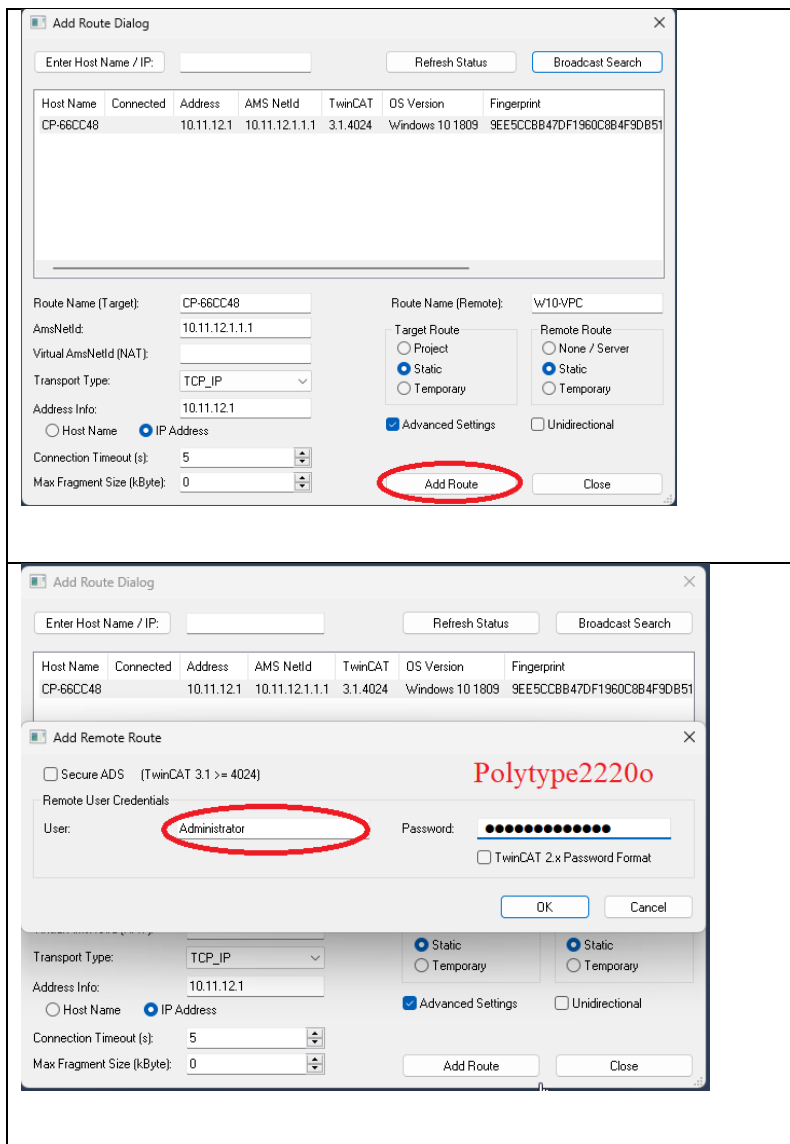 Add Route Dialog
Enter Host Name / IP: Refresh Status Broadcast Search
Host Name Connected Address AMS NetId TwinCAT OS Version Fingerprint
CP-66CC48 10.11.12.1 10.11.12.1.1.1 3.1.4024 Windows 10 1809 9EE5CCBB47DF1960C8B4F9DB51
Route Name (Target): CP-66CC48 Route Name (Remote): W10-VPC
AmsNetId: 10.11.12.1.1.1 Target Route Remote Route
Virtual AmsNetId (NAT): Project None / Server
Transport Type: TCP_IP Static Static
Temporary Temporary
Address Info: 10.11.12.1
Host Name IP Address Advanced Settings Unidirectional
Connection Timeout (s): 5
Max Fragment Size (kByte): 0 Add Route Close
Add Route Dialog
Enter Host Name / IP: Refresh Status Broadcast Search
Host Name Connected Address AMS NetId TwinCAT OS Version Fingerprint
CP-66CC48 10.11.12.1 10.11.12.1.1.1 3.1.4024 Windows 10 1809 9EE5CCBB47DF1960C8B4F9DB51
Add Remote Route
Secure ADS (TwinCAT 3.1 >= 4024) Polytype2220o
Remote User Credentials
User: Administrator Password: ●●●●●●●●●●●●●
TwinCAT 2.x Password Format
OK Cancel
Static Static
Transport Type: TCP_IP Temporary Temporary
Address Info: 10.11.12.1
Host Name IP Address Advanced Settings Unidirectional
Connection Timeout (s): 5
Max Fragment Size (kByte): 0 Add Route Close